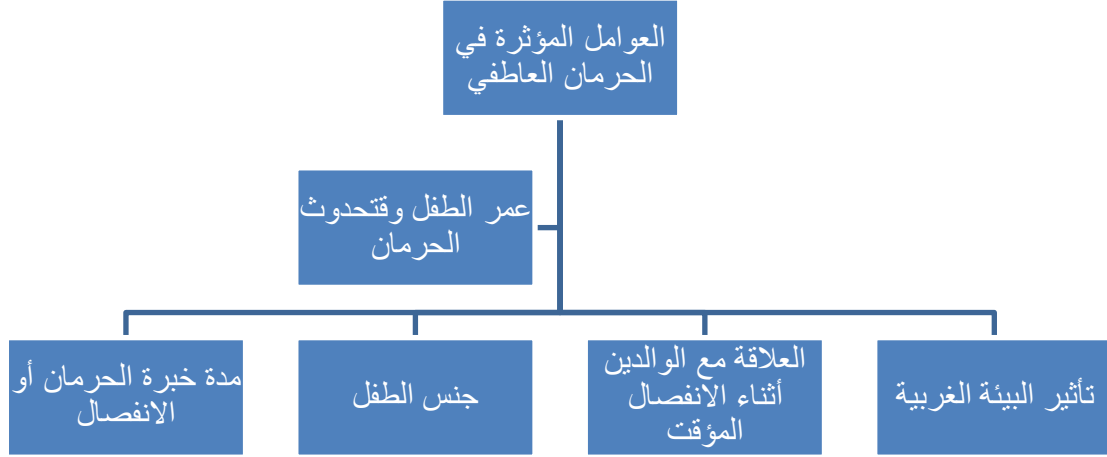 العوامل المؤثرة في
الحرمان العاطفي
عمر الطفل وقتحدوث
الحرمان
تأثير البيئة الغربية
العلاقة مع الوالدين
أثناء الانفصال
المؤقت
جنس الطفل
مدة خبرة الحرمان أو
الانفصال